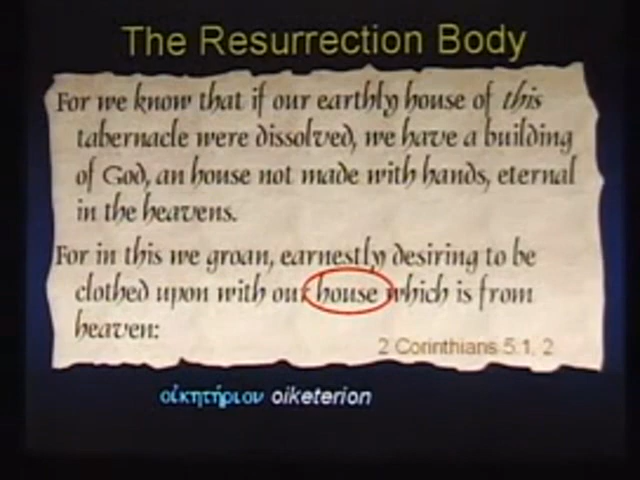 The Resurrection Body
For we know that if our earthly house of this
tabernacle were dissolved, we have a building
of God, an house not made with hands, eternal
in the heavens.
For in this we groan, earnestly desiring to be
clothed upon with our house which is from
heaven:
2 Corinthians 5:1, 2
οἰκητήριον oiketerion